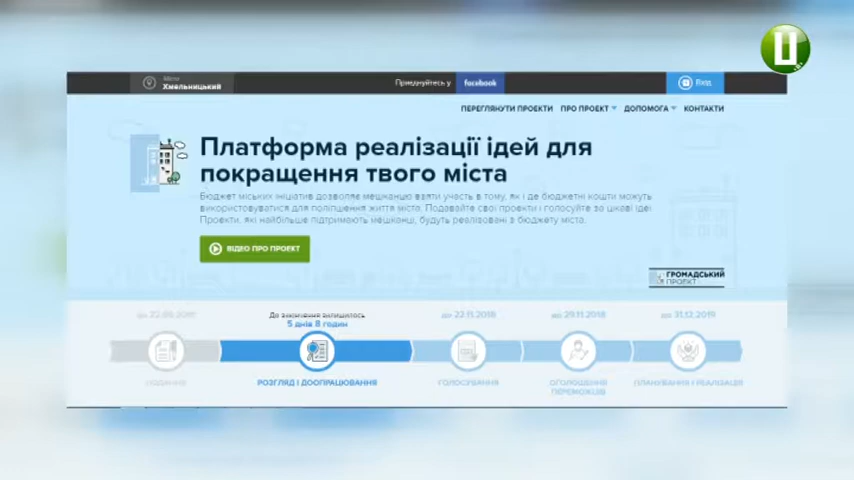 Ц
Місто
Хмельницький
Приєднуйтесь у
facebook
Вхід
ПЕРЕГЛЯНУТИ ПРОЕКТИ
ПРО ПРОЕКТ
ДОПОМОГА
КОНТАКТИ
Платформа реалізації ідей для
покращення твого міста
Бюджет міських ініціатив дозволяє мешканцю взяти участь в тому, як і де бюджетні кошти можуть
використовуватися для поліпшення життя міста. Подавайте свої проекти і голосуйте за цікаві ідеї
Проекти, які найбільше підтримають мешканці, будуть реалізовані з бюджету міста.
ВІДЕО ПРО ПРОЕКТ
ГРОМАДСЬКИЙ
ПРОЕКТ
До закінчення залишилось
5 днів 8 годин
до 22.11.2018
до 29.11.2018
до 31.12.2019
ПОДАННЯ
РОЗГЛЯД І ДООПРАЦЮВАННЯ
ГОЛОСУВАННЯ
ОГОЛОШЕННЯ
ПЕРЕМОЖЦІВ
ПЛАНУВАННЯ І РЕАЛІЗАЦІЯ